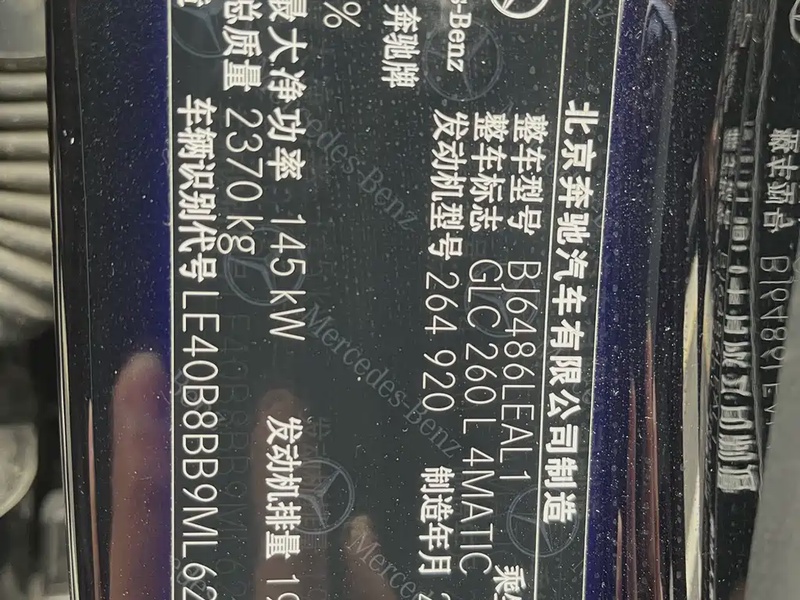 北京奔驰汽车有限公司制造
奔驰牌
整车型号 BJ6486LEAL1
整车标志 GLC 260 L 4MATIC
发动机型号 264 920 制造年月
最大净功率 145kW 发动机排量 19
总质量 2370 kg
车辆识别代号 LE40B8BB9ML62